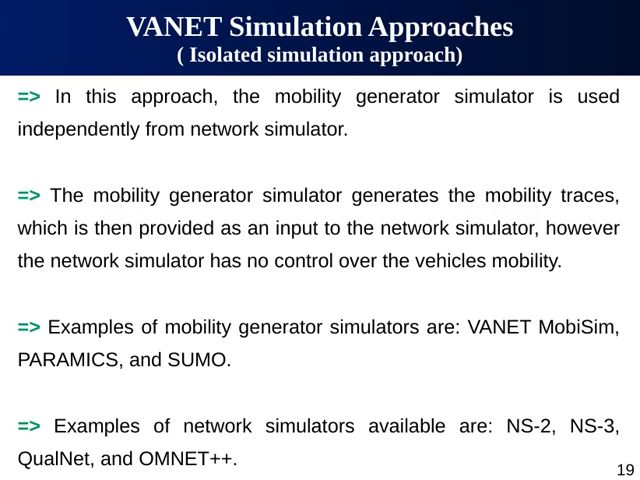 VANET Simulation Approaches
( Isolated simulation approach)
=> In this approach, the mobility generator simulator is used
independently from network simulator.
=> The mobility generator simulator generates the mobility traces,
which is then provided as an input to the network simulator, however
the network simulator has no control over the vehicles mobility.
=> Examples of mobility generator simulators are: VANET MobiSim,
PARAMICS, and SUMO.
=> Examples of network simulators available are: NS-2, NS-3,
QualNet, and OMNET++.
19